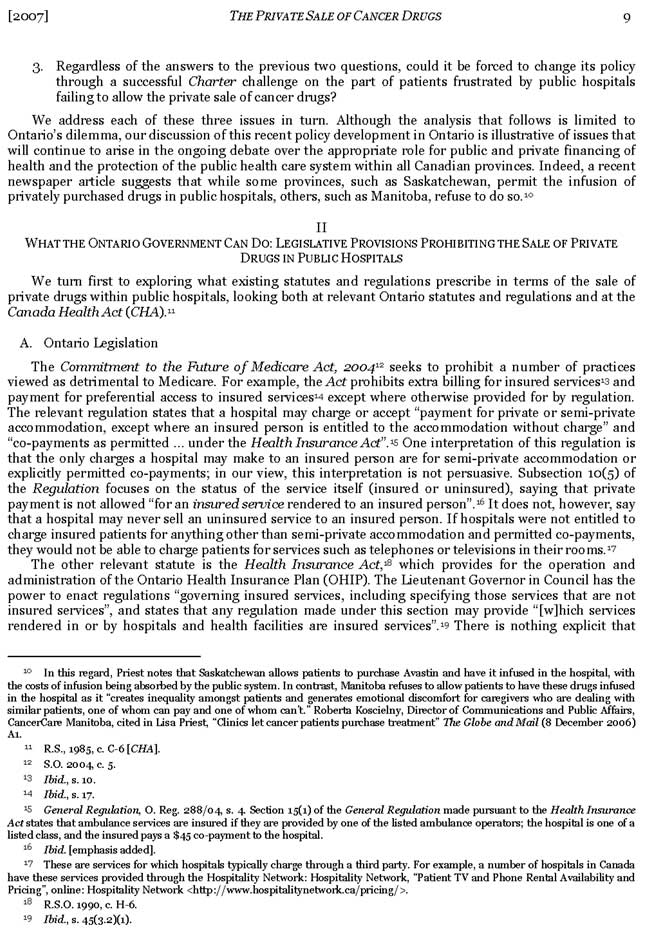 [2007] THE PRIVATE SALE OF CANCER DRUGS 9
3. Regardless of the answers to the previous two questions, could it be forced to change its policy
through a successful Charter challenge on the part of patients frustrated by public hospitals
failing to allow the private sale of cancer drugs?
We address each of these three issues in turn. Although the analysis that follows is limited to
Ontario's dilemma, our discussion of this recent policy development in Ontario is illustrative of issues that
will continue to arise in the ongoing debate over the appropriate role for public and private financing of
health and the protection of the public health care system within all Canadian provinces. Indeed, a recent
newspaper article suggests that while some provinces, such as Saskatchewan, permit the infusion of
privately purchased drugs in public hospitals, others, such as Manitoba, refuse to do so.10
II
WHAT THE ONTARIO GOVERNMENT CAN DO: LEGISLATIVE PROVISIONS PROHIBITING THE SALE OF PRIVATE
DRUGS IN PUBLIC HOSPITALS
We turn first to exploring what existing statutes and regulations prescribe in terms of the sale of
private drugs within public hospitals, looking both at relevant Ontario statutes and regulations and at the
Canada Health Act (CHA).11
A. Ontario Legislation
The Commitment to the Future of Medicare Act, 200412 seeks to prohibit a number of practices
viewed as detrimental to Medicare. For example, the Act prohibits extra billing for insured services13 and
payment for preferential access to insured services14 except where otherwise provided for by regulation.
The relevant regulation states that a hospital may charge or accept "payment for private or semi-private
accommodation, except where an insured person is entitled to the accommodation without charge" and
"co-payments as permitted ... under the Health Insurance Act".15 One interpretation of this regulation is
that the only charges a hospital may make to an insured person are for semi-private accommodation or
explicitly permitted co-payments; in our view, this interpretation is not persuasive. Subsection 10(5) of
the Regulation focuses on the status of the service itself (insured or uninsured), saying that private
payment is not allowed "for an insured service rendered to an insured person".16 It does not, however, say
that a hospital may never sell an uninsured service to an insured person. If hospitals were not entitled to
charge insured patients for anything other than semi-private accommodation and permitted co-payments,
they would not be able to charge patients for services such as telephones or televisions in their rooms.17
The other relevant statute is the Health Insurance Act,18 which provides for the operation and
administration of the Ontario Health Insurance Plan (OHIP). The Lieutenant Governor in Council has the
power to enact regulations "governing insured services, including specifying those services that are not
insured services", and states that any regulation made under this section may provide "[w]hich services
rendered in or by hospitals and health facilities are insured services".19 There is nothing explicit that
10 In this regard, Priest notes that Saskatchewan allows patients to purchase Avastin and have it infused in the hospital, with
the costs of infusion being absorbed by the public system. In contrast, Manitoba refuses to allow patients to have these drugs infused
in the hospital as it "creates inequality amongst patients and generates emotional discomfort for caregivers who are dealing with
similar patients, one of whom can pay and one of whom can't." Roberta Koscielny, Director of Communications and Public Affairs,
CancerCare Manitoba, cited in Lisa Priest, "Clinics let cancer patients purchase treatment" The Globe and Mail (8 December 2006)
A1.
11 R.S., 1985, c. C-6 [CHA].
12 S.O. 2004, c. 5.
13 Ibid., s. 10.
14 Ibid., s. 17.
15 General Regulation, O. Reg. 288/04, s. 4. Section 15(1) of the General Regulation made pursuant to the Health Insurance
Act states that ambulance services are insured if they are provided by one of the listed ambulance operators; the hospital is one of a
listed class, and the insured pays a $45 co-payment to the hospital.
16 Ibid. [emphasis added].
17 These are services for which hospitals typically charge through a third party. For example, a number of hospitals in Canada
have these services provided through the Hospitality Network: Hospitality Network, "Patient TV and Phone Rental Availability and
Pricing", online: Hospitality Network <http://www.hospitalitynetwork.ca/pricing/>.
18 R.S.O. 1990, c. H-6.
19 Ibid., s. 45(3.2)(1).